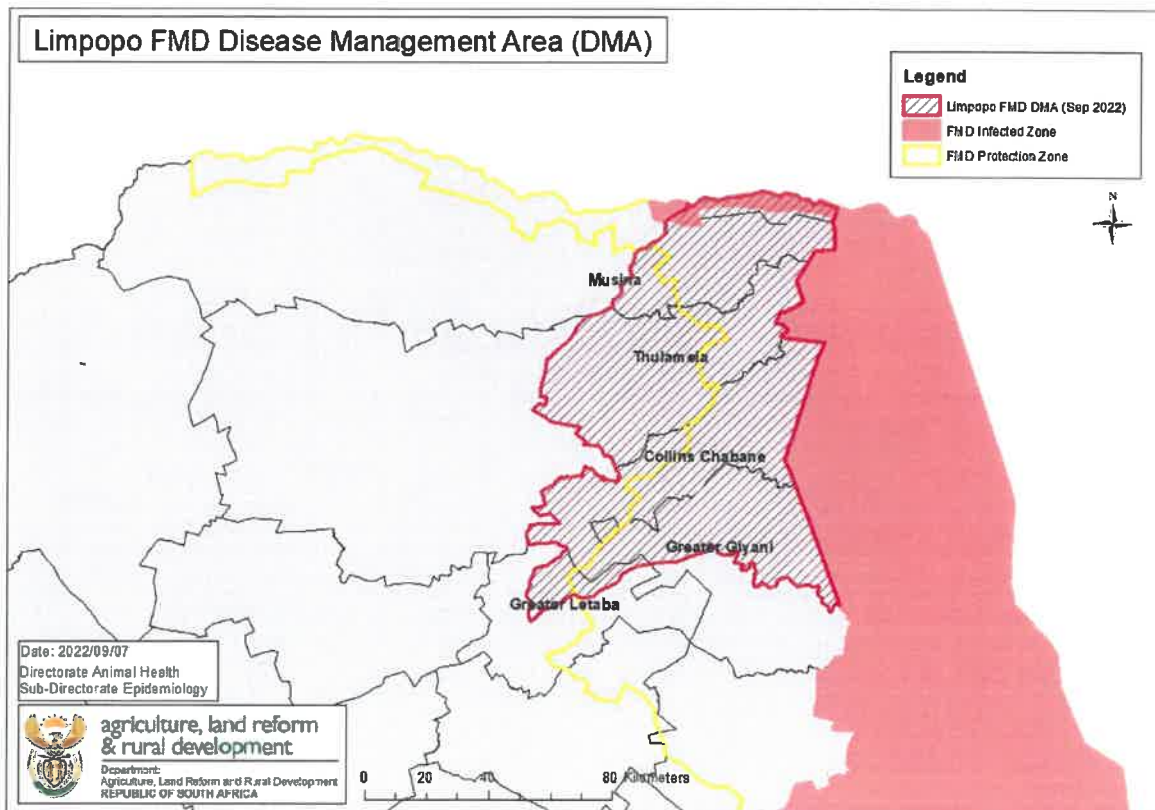 Limpopo FMD Disease Management Area (DMA)
Legend
Limpopo FMD DMA (Sep 2022)
FMD Infected Zone
FMD Protection Zone
N
Musina
Thulamela
Collins Chabane
Greater Giyani
Greater Letaba
Date: 2022/09/07
Directorate Animal Health
Sub-Directorate Epidemiology
agriculture, land reform
& rural development
Department:
Agriculture, Land Reform and Rural Development
REPUBLIC OF SOUTH AFRICA
0 20 40 80 Kilometers